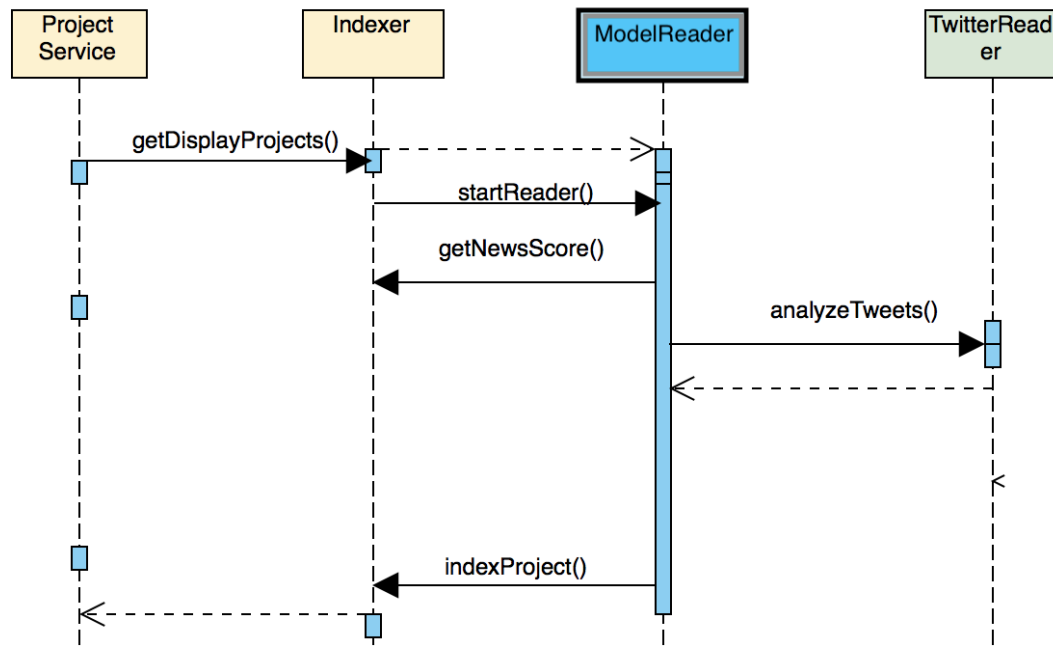 Project
Service
Indexer
ModelReader
TwitterRead
er
getDisplayProjects()
startReader()
getNewsScore()
analyzeTweets()
indexProject()